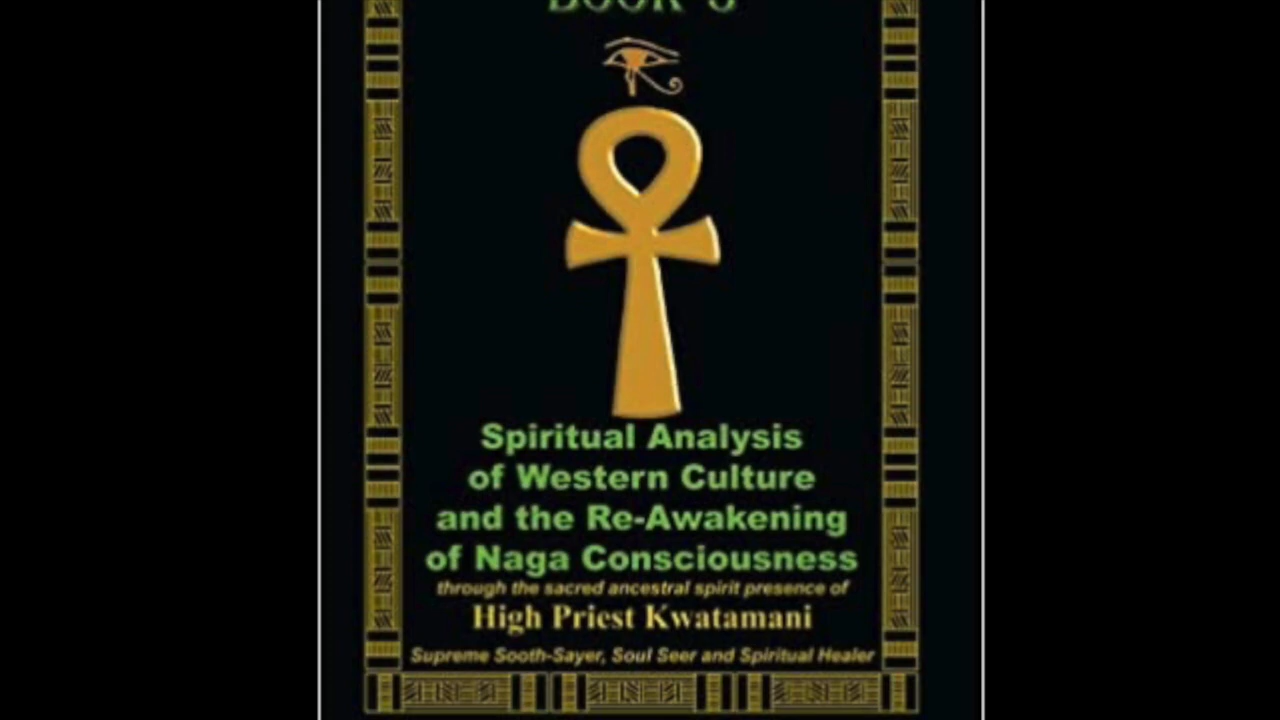 Spiritual Analysis
of Western Culture
and the Re-Awakening
of Naga Consciousness
through the sacred ancestral spirit presence of
High Priest Kwatamani
Supreme Sooth-Sayer, Soul Seer and Spiritual Healer